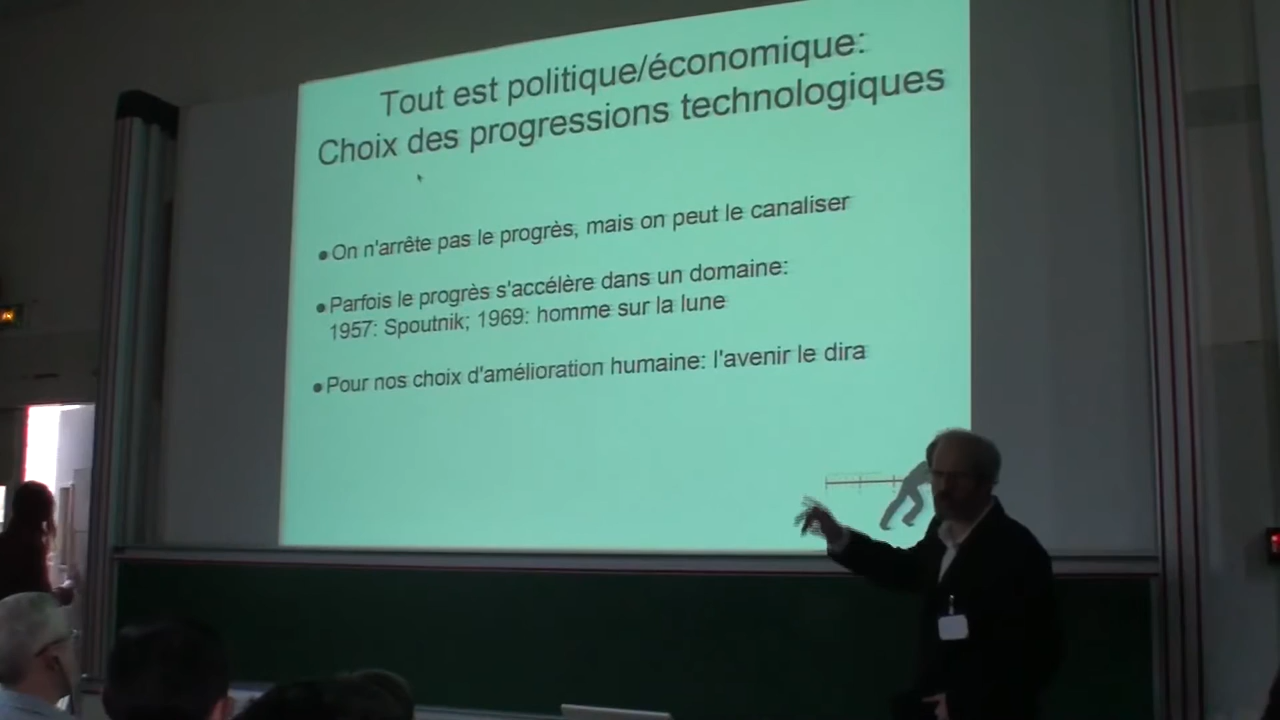 Tout est politique/économique:
Choix des progressions technologiques
●On n'arrête pas le progrès, mais on peut le canaliser
●Parfois le progrès s'accélère dans un domaine:
1957: Spoutnik; 1969: homme sur la lune
●Pour nos choix d'amélioration humaine: l'avenir le dira